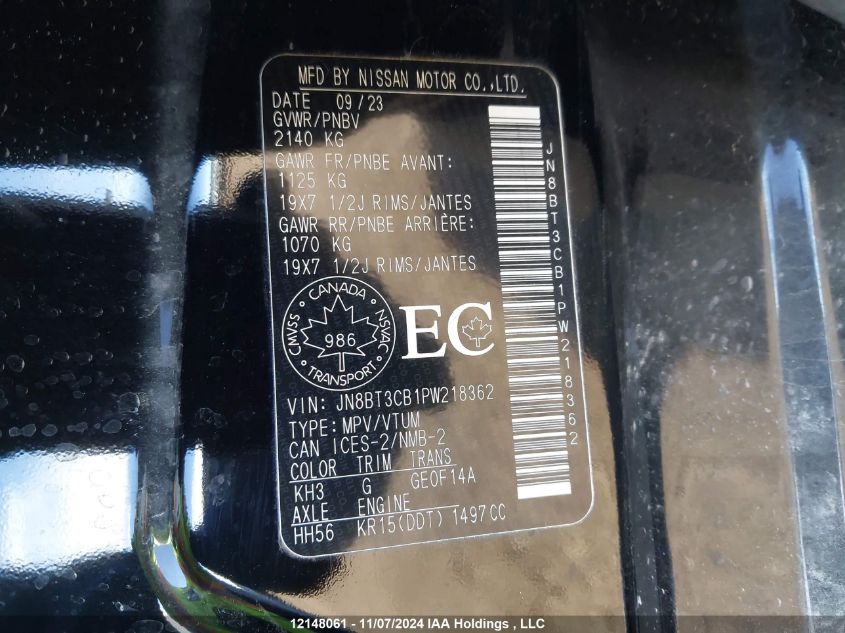 MFD BY NISSAN MOTOR CO.,LTD.
DATE 09/23
GVWR/PNBV
2140 KG
GAWR FR/PNBE AVANT:
1125 KG
19X7 1/2J RIMS/JANTES
GAWR RR/PNBE ARRIÈRE:
1070 KG
19X7 1/2J RIMS/JANTES
CANADA
CMVSS
NSVAC
986
TRANSPORT
EC
VIN: JN8BT3CB1PW218362
TYPE: MPV/VTUM
CAN ICES-2/NMB-2
COLOR TRIM TRANS
KH3 G GE0F14A
AXLE ENGINE
HH56 KR15(DDT) 1497CC
JN8BT3CB1PW218362
12148061 - 11/07/2024 IAA Holdings , LLC